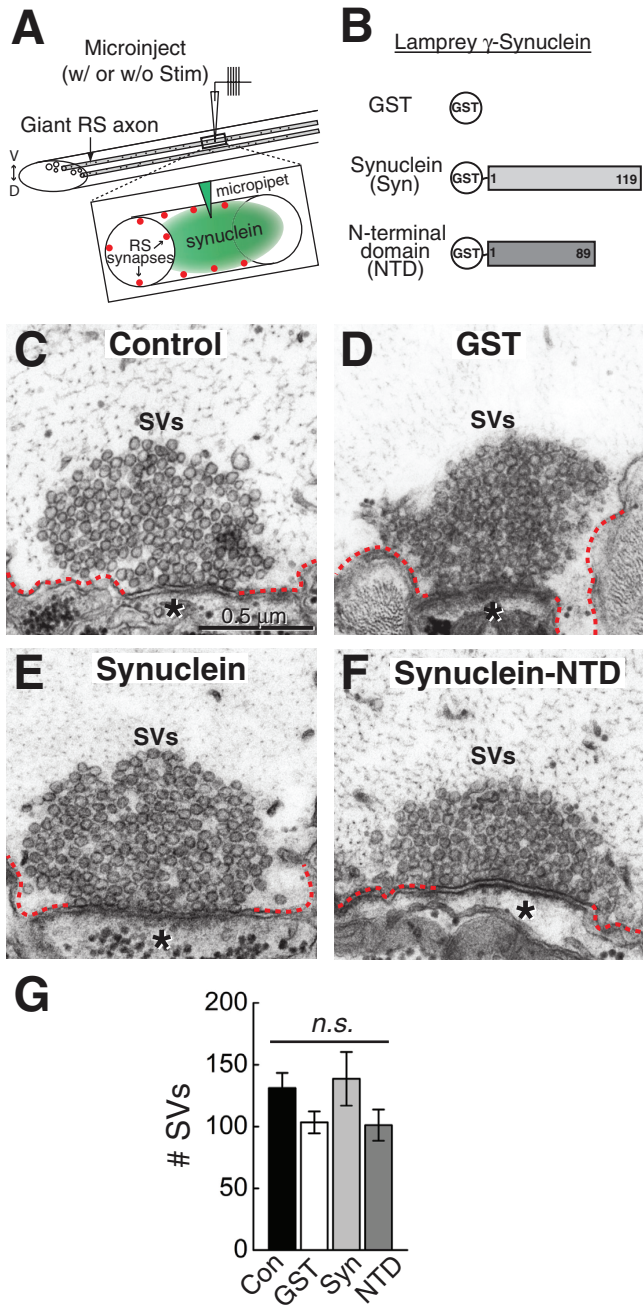 A
Microinject
(w/ or w/o Stim)
Giant RS axon
V
D
micropipet
synuclein
RS
synapses
B
Lamprey γ-Synuclein
GST
GST
Synuclein
(Syn)
GST
1
119
N-terminal
domain
(NTD)
GST
1
89
C
Control
SVs
*
0.5 μm
D
GST
SVs
*
E
Synuclein
SVs
*
F
Synuclein-NTD
SVs
*
G
n.s.
# SVs
200
150
100
50
0
Con
GST
Syn
NTD